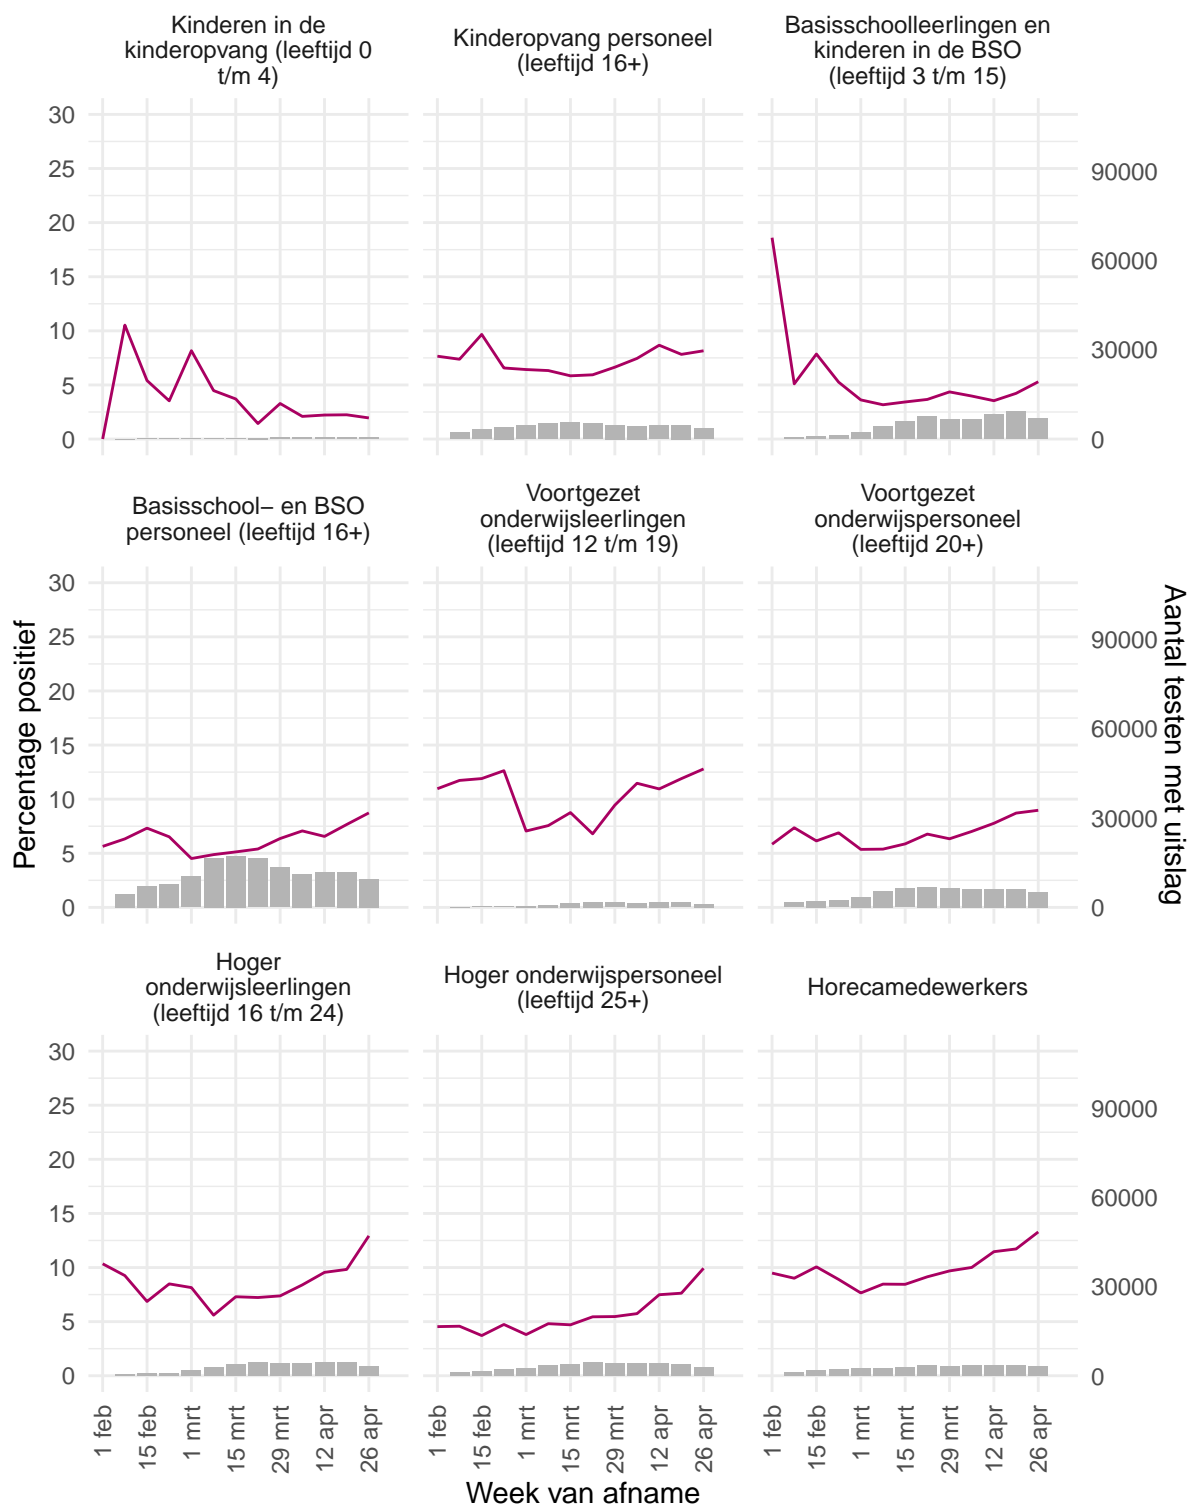 Kinderen in de
kinderopvang (leeftijd 0
t/m 4)
Kinderopvang personeel
(leeftijd 16+)
Basisschoolleerlingen en
kinderen in de BSO
(leeftijd 3 t/m 15)
30
25
20
15
10
5
0
90000
60000
30000
0
Basisschool– en BSO
personeel (leeftijd 16+)
Voortgezet
onderwijsleerlingen
(leeftijd 12 t/m 19)
Voortgezet
onderwijspersoneel
(leeftijd 20+)
Percentage positief
30
25
20
15
10
5
0
90000
60000
30000
0
Aantal testen met uitslag
Hoger
onderwijsleerlingen
(leeftijd 16 t/m 24)
Hoger onderwijspersoneel
(leeftijd 25+)
Horecamedewerkers
30
25
20
15
10
5
0
90000
60000
30000
0
1 feb
15 feb
1 mrt
15 mrt
29 mrt
12 apr
26 apr
1 feb
15 feb
1 mrt
15 mrt
29 mrt
12 apr
26 apr
1 feb
15 feb
1 mrt
15 mrt
29 mrt
12 apr
26 apr
Week van afname